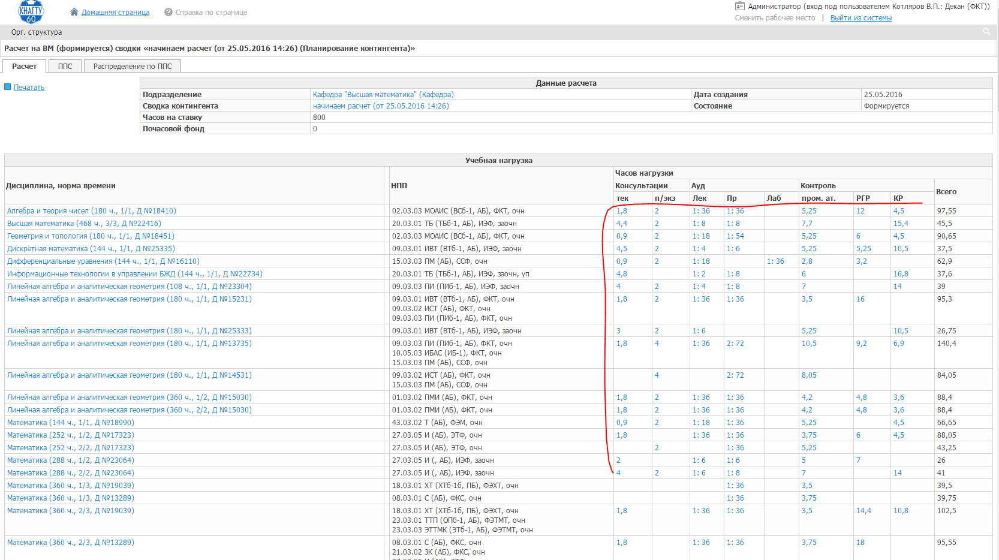 КНАГТУ
60
Домашняя страница
Справка по странице
Администратор (вход под пользователем Котляров В.П.: Декан (ФКТ))
Сменить рабочее место | Выйти из системы
Орг. структура
Расчет на ВМ (формируется) сводки «начинаем расчет (от 25.05.2016 14:26) (Планирование контингента)»
Расчет ППС Распределение по ППС
Печатать
Данные расчета
Подразделение Кафедра "Высшая математика" (Кафедра) Дата создания 25.05.2016
Сводка контингента начинаем расчет (от 25.05.2016 14:26) Состояние Формируется
Часов на ставку 800
Почасовой фонд 0
Учебная нагрузка
Дисциплина, норма времени НПП Часов нагрузки
Консультации Ауд Контроль Всего
тек п/экз Лек Пр Лаб пром. ат. РГР КР
Алгебра и теория чисел (180 ч., 1/1, Д №18410) 02.03.03 МОАИС (ВСб-1, АБ), ФКТ, очн 1,8 2 1: 36 1: 36 5,25 12 4,5 97,55
Высшая математика (468 ч., 3/3, Д №22416) 20.03.01 ТБ (ТБб-1, АБ), ИЭФ, заочн 4,4 2 1: 8 1: 8 7,7 15,4 45,5
Геометрия и топология (180 ч., 1/1, Д №18451) 02.03.03 МОАИС (ВСб-1, АБ), ФКТ, очн 0,9 2 1: 18 1: 54 5,25 6 4,5 90,65
Дискретная математика (144 ч., 1/1, Д №25335) 09.03.01 ИВТ (ВТб-1, АБ), ИЭФ, заочн 4,5 2 1: 4 1: 6 5,25 5,25 10,5 37,5
Дифференциальные уравнения (144 ч., 1/1, Д №16110) 15.03.03 ПМ (АБ), ССФ, очн 0,9 2 1: 18 1: 36 2,8 3,2 62,9
Информационные технологии в управлении БЖД (144 ч., 1/1, Д №22734) 20.03.01 ТБ (ТБб-1, АБ), ИЭФ, заочн, уп 4,8 1: 2 1: 8 6 16,8 37,6
Линейная алгебра и аналитическая геометрия (108 ч., 1/1, Д №23304) 09.03.03 ПИ (ПИб-1, АБ), ИЭФ, заочн 4 2 1: 4 1: 8 7 14 39
Линейная алгебра и аналитическая геометрия (180 ч., 1/1, Д №15231) 09.03.01 ИВТ (ВТб-1, АБ), ФКТ, очн 1,8 2 1: 36 1: 36 3,5 16 95,3
09.03.02 ИСТ (АБ), ФКТ, очн
09.03.03 ПИ (ПИб-1, АБ), ФКТ, очн
Линейная алгебра и аналитическая геометрия (180 ч., 1/1, Д №25333) 09.03.01 ИВТ (ВТб-1, АБ), ИЭФ, заочн 3 2 1: 6 5,25 10,5 26,75
Линейная алгебра и аналитическая геометрия (180 ч., 1/1, Д №13735) 09.03.03 ПИ (ПИб-1, АБ), ФКТ, очн 1,8 4 1: 36 2: 72 10,5 9,2 6,9 140,4
10.05.03 ИБАС (ИБ-1), ФКТ, очн
15.03.03 ПМ (АБ), ССФ, очн
Линейная алгебра и аналитическая геометрия (180 ч., 1/1, Д №14531) 09.03.02 ИСТ (АБ), ФКТ, очн 4 2: 72 8,05 84,05
15.03.03 ПМ (АБ), ССФ, очн
Линейная алгебра и аналитическая геометрия (360 ч., 1/2, Д №15030) 01.03.02 ПМИ (АБ), ФКТ, очн 1,8 2 1: 36 1: 36 4,2 4,8 3,6 88,4
Линейная алгебра и аналитическая геометрия (360 ч., 2/2, Д №15030) 01.03.02 ПМИ (АБ), ФКТ, очн 1,8 2 1: 36 1: 36 4,2 4,8 3,6 88,4
Математика (144 ч., 1/1, Д №18990) 43.03.02 Т (АБ), ФЭМ, очн 0,9 2 1: 18 1: 36 5,25 4,5 66,65
Математика (252 ч., 1/2, Д №17323) 27.03.05 И (АБ), ЭТФ, очн 1,8 1: 36 1: 36 3,75 6 4,5 88,05
Математика (252 ч., 2/2, Д №17323) 27.03.05 И (АБ), ЭТФ, очн 2 1: 36 5,25 43,25
Математика (288 ч., 1/2, Д №23064) 27.03.05 И (, АБ), ИЭФ, заочн 2 1: 6 1: 6 5 7 26
Математика (288 ч., 2/2, Д №23064) 27.03.05 И (, АБ), ИЭФ, заочн 4 2 1: 6 1: 8 7 14 41
Математика (360 ч., 1/3, Д №19039) 18.03.01 ХТ (ХТб-1б, ПБ), ФЭХТ, очн 1: 36 3,5 39,5
Математика (360 ч., 1/3, Д №13289) 08.03.01 С (АБ), ФКС, очн 1: 36 3,75 39,75
Математика (360 ч., 2/3, Д №19039) 18.03.01 ХТ (ХТб-1б, ПБ), ФЭХТ, очн 1,8 1: 36 1: 36 3,5 14,4 10,8 102,5
23.03.01 ТТП (ОПб-1, АБ), ФЭТМТ, очн
23.03.03 ЭТТМК (ЭТб-1, АБ), ФЭТМТ, очн
Математика (360 ч., 2/3, Д №13289) 08.03.01 С (АБ), ФКС, очн 1,8 1: 36 1: 36 3,75 18 95,55
21.03.02 ЗК (АБ), ФКС, очн